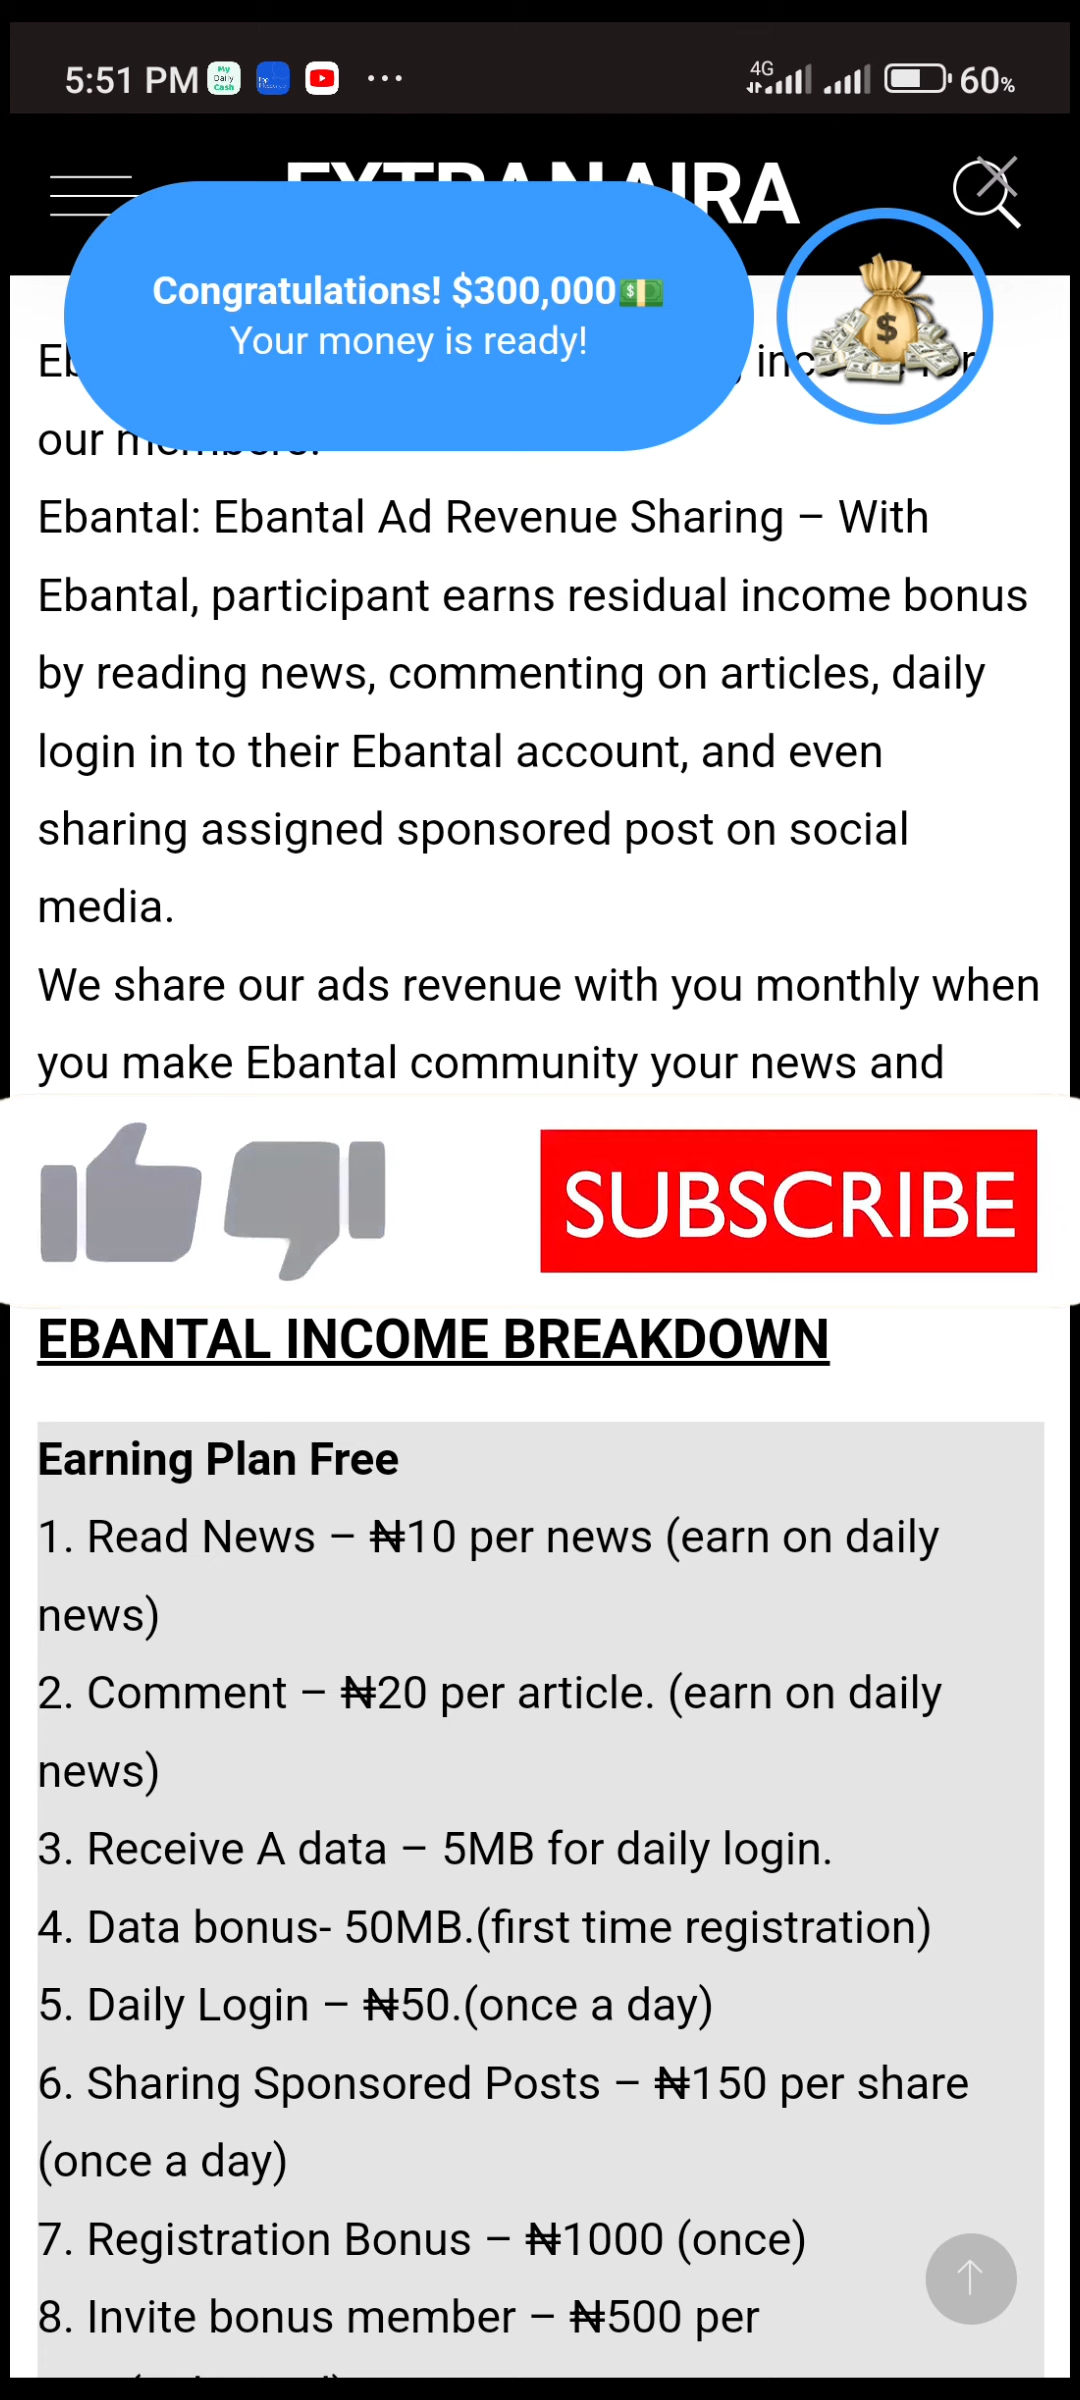 5:51 PM
My
Daily
Cash
4G
60%
EXTRANAIRA
Congratulations! $300,000
Your money is ready!
our members.
Ebantal: Ebantal Ad Revenue Sharing – With
Ebantal, participant earns residual income bonus
by reading news, commenting on articles, daily
login in to their Ebantal account, and even
sharing assigned sponsored post on social
media.
We share our ads revenue with you monthly when
you make Ebantal community your news and
SUBSCRIBE
EBANTAL INCOME BREAKDOWN
Earning Plan Free
1. Read News – ₦10 per news (earn on daily
news)
2. Comment – ₦20 per article. (earn on daily
news)
3. Receive A data – 5MB for daily login.
4. Data bonus- 50MB.(first time registration)
5. Daily Login – ₦50.(once a day)
6. Sharing Sponsored Posts – ₦150 per share
(once a day)
7. Registration Bonus – ₦1000 (once)
8. Invite bonus member – ₦500 per